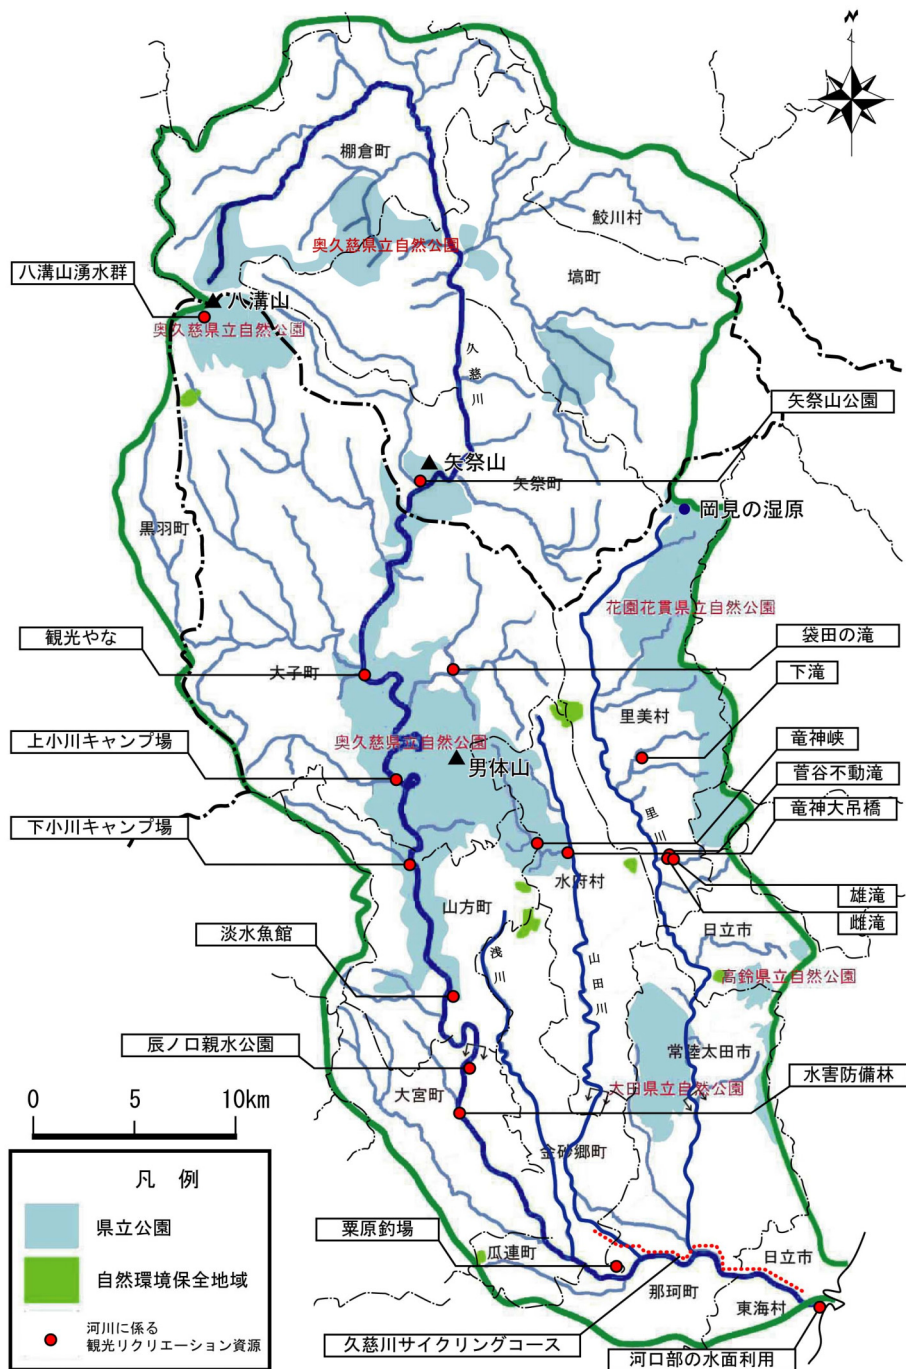 N
棚倉町
鮫川村
奥久慈県立自然公園
八溝山湧水群
塙町
八溝山
奥久慈県立自然公園
久慈川
矢祭山公園
矢祭山
矢祭町
岡見の湿原
黒羽町
花園花貫県立自然公園
観光やな
袋田の滝
大子町
下滝
里美村
上小川キャンプ場
奥久慈県立自然公園
竜神峡
男体山
菅谷不動滝
竜神大吊橋
里川
下小川キャンプ場
水府村
雄滝
山方町
雌滝
淡水魚館
日立市
浅川
山田川
高鈴県立自然公園
辰ノ口親水公園
常陸太田市
水害防備林
大宮町
太田県立自然公園
0 5 10km
金砂郷町
凡 例
県立公園
粟原釣場
瓜連町
日立市
自然環境保全地域
那珂町
東海村
河川に係る
観光リクリエーション資源
久慈川サイクリングコース
河口部の水面利用